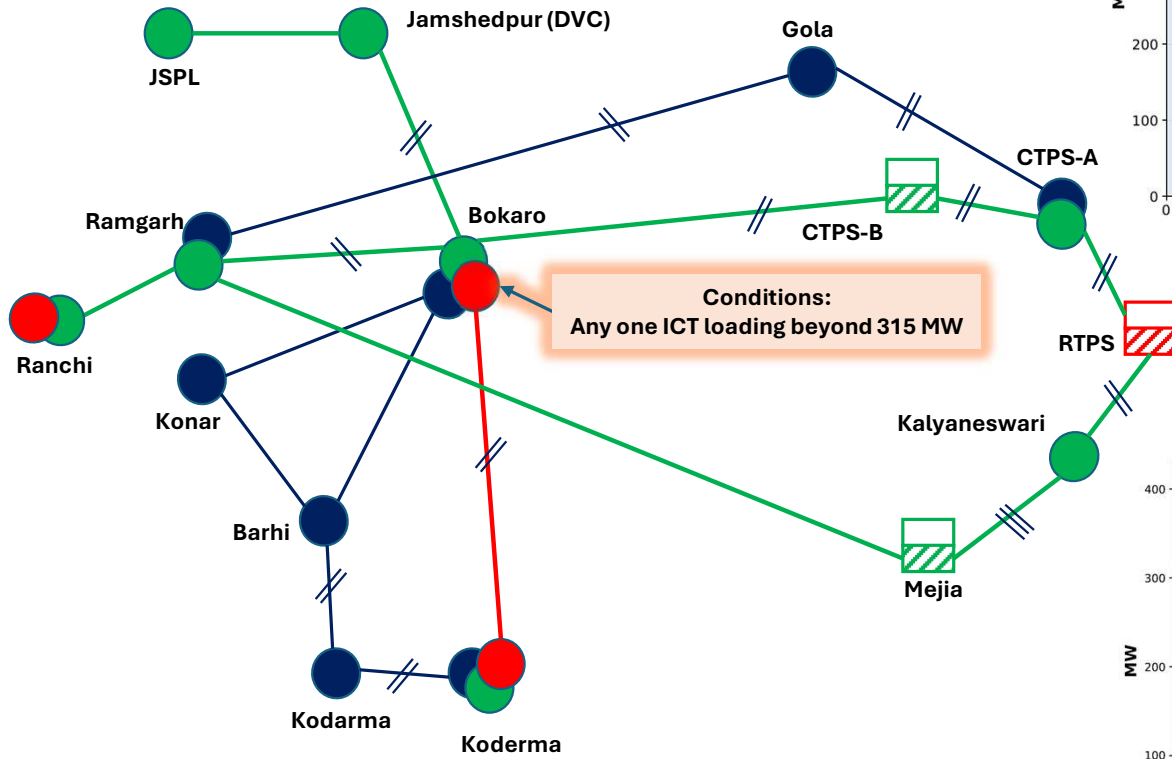 Jamshedpur (DVC)
JSPL
Gola
200
100
CTPS-A
0
0
Ramgarh
Bokaro
CTPS-B
Conditions:
Any one ICT loading beyond 315 MW
Ranchi
RTPS
Konar
Kalyaneswari
400
Barhi
300
Mejia
MW
200
Kodarma
Koderma
100